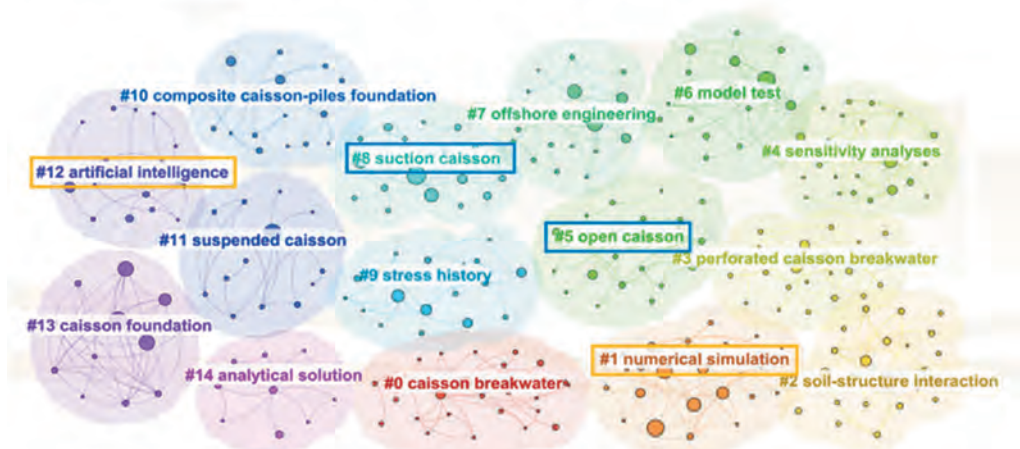 #10 composite caisson-piles foundation
#6 model test
#7 offshore engineering
#8 suction caisson
#4 sensitivity analyses
#12 artificial intelligence
#11 suspended caisson
#5 open caisson
#3 perforated caisson breakwater
#9 stress history
#13 caisson foundation
#1 numerical simulation
#14 analytical solution
#0 caisson breakwater
#2 soil-structure interaction